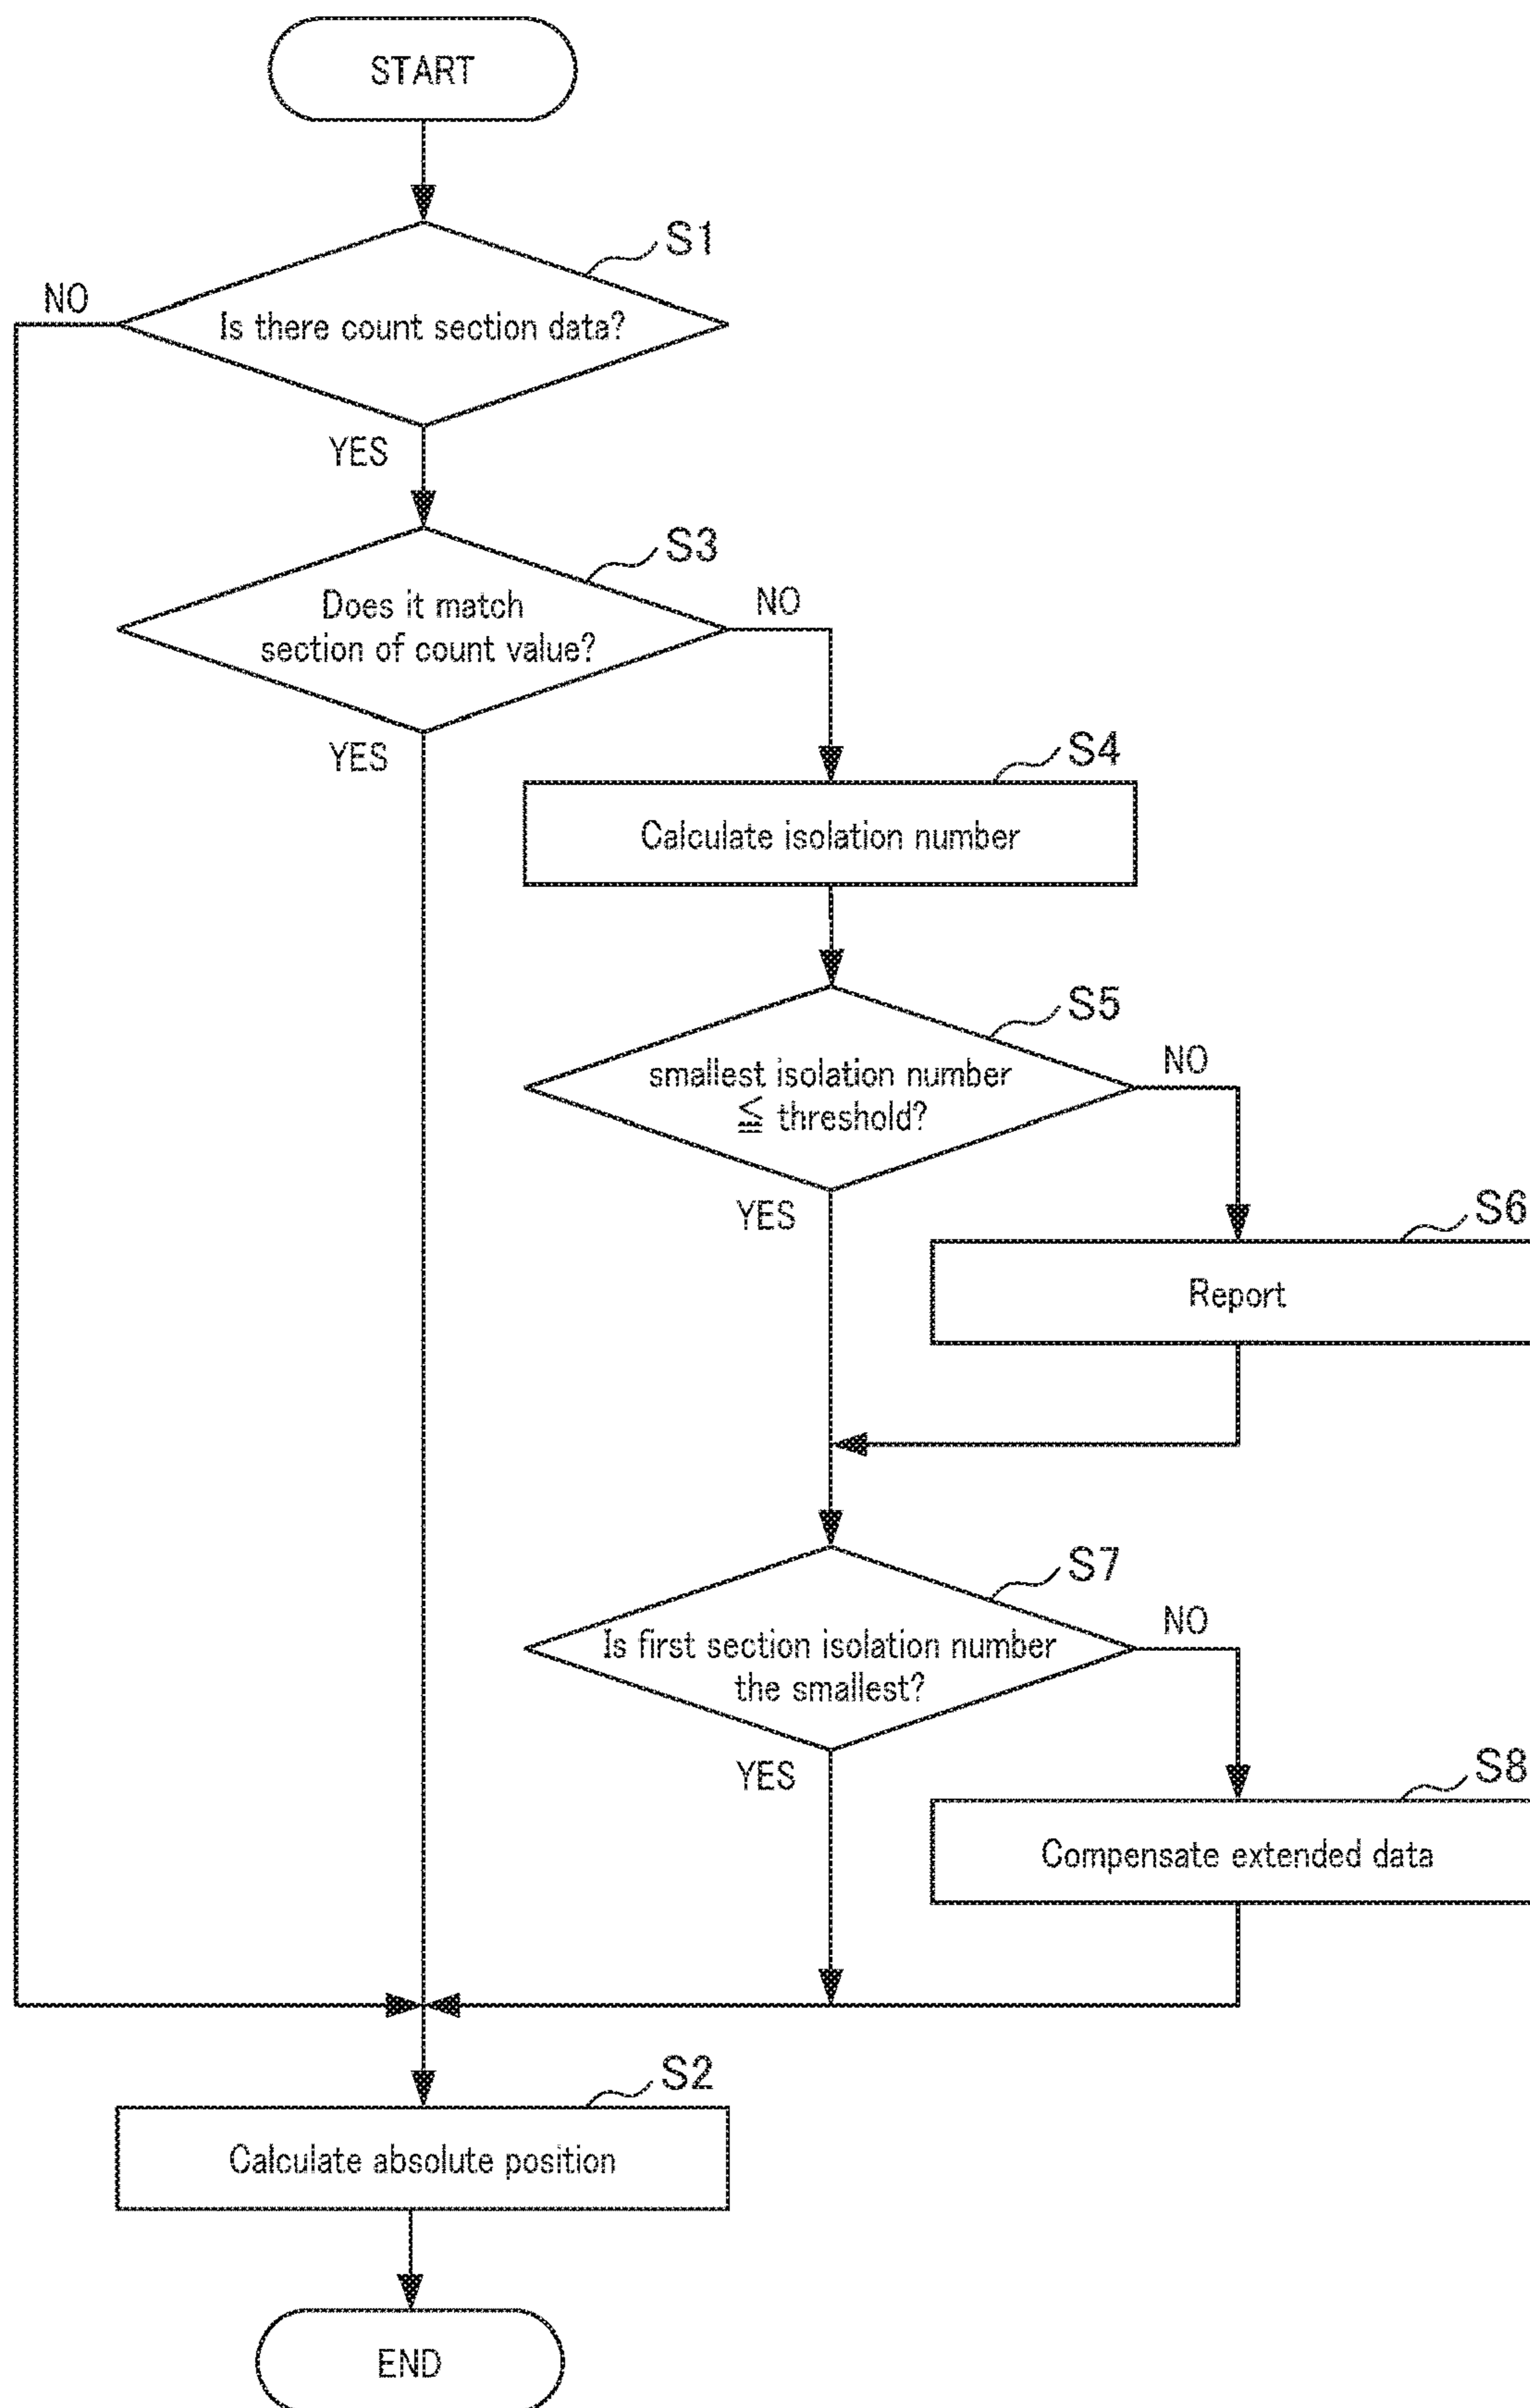 START
S1
NO
Is there count section data?
YES
S3
Does it match
section of count value?
NO
YES
S4
Calculate isolation number
S5
smallest isolation number
≦ threshold?
NO
YES
S6
Report
S7
Is first section isolation number
the smallest?
NO
YES
S8
Compensate extended data
S2
Calculate absolute position
END